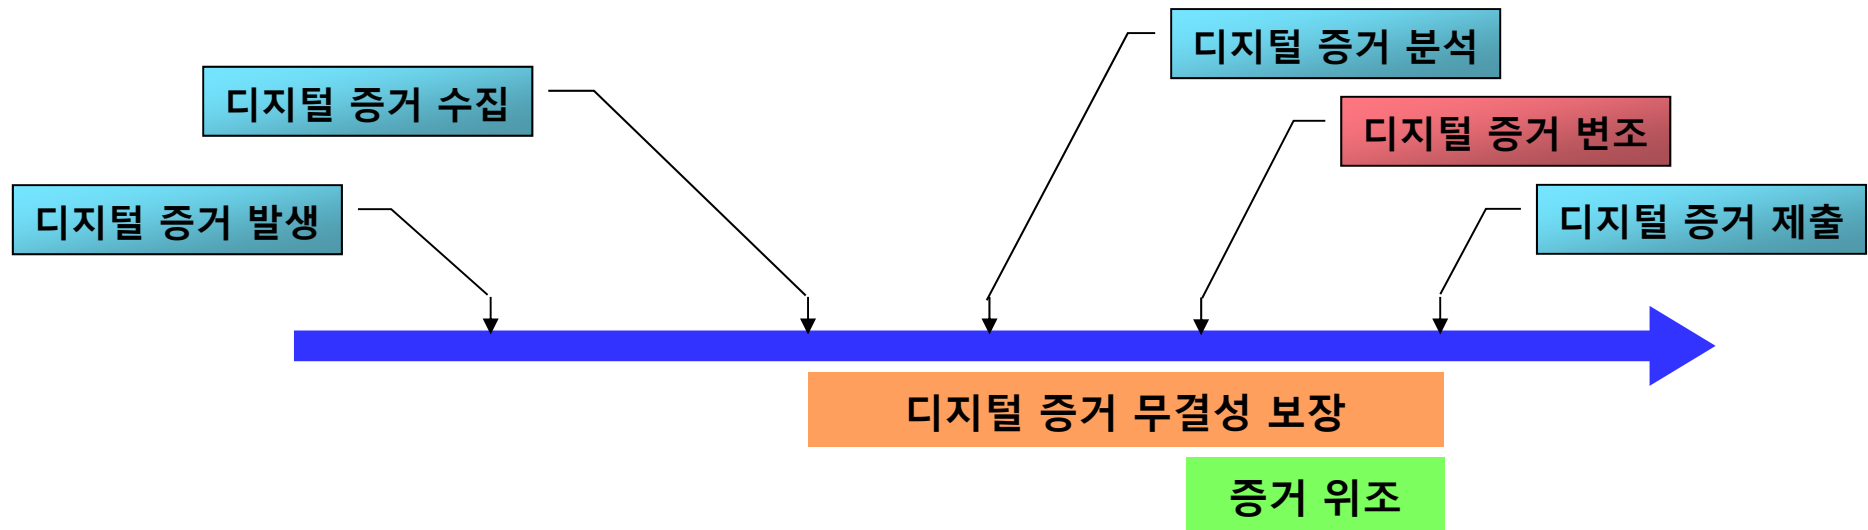 디지털 증거 분석
디지털 증거 수집
디지털 증거 변조
디지털 증거 발생
디지털 증거 제출
디지털 증거 무결성 보장
증거 위조